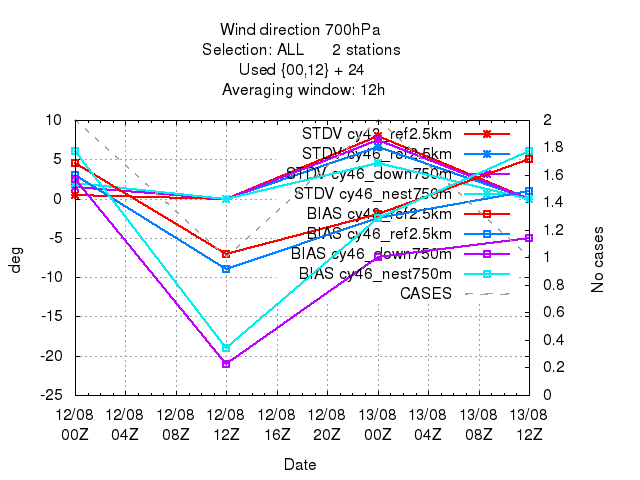 Wind direction 700hPa
Selection: ALL 2 stations
Used {00,12} + 24
Averaging window: 12h
10
5
0
-5
-10
-15
-20
-25
deg
STDV cy43_ref2.5km
STDV cy46_ref2.5km
STDV cy46_down750m
STDV cy46_nest750m
BIAS cy43_ref2.5km
BIAS cy46_ref2.5km
BIAS cy46_down750m
BIAS cy46_nest750m
CASES
2
1.8
1.6
1.4
1.2
1
0.8
0.6
0.4
0.2
0
No cases
12/08 12/08 12/08 12/08 12/08 12/08 13/08 13/08 13/08 13/08
00Z 04Z 08Z 12Z 16Z 20Z 00Z 04Z 08Z 12Z
Date